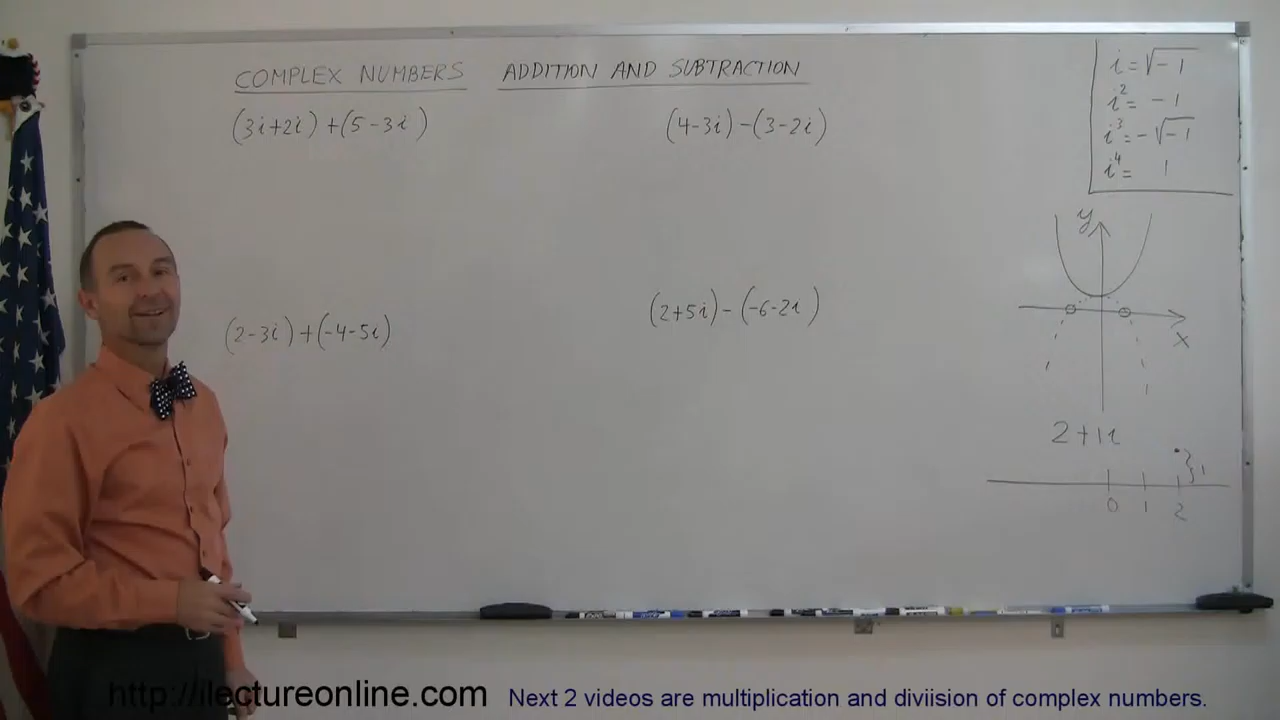 COMPLEX NUMBERS ADDITION AND SUBTRACTION
(3i+2i)+(5-3i)
(4-3i)-(3-2i)
(2-3i)+(-4-5i)
(2+5i)-(-6-2i)
i=√-1
i²=-1
i³=-√-1
i⁴= 1
y
x
2+1i
1
0 1 2
http://ilectureonline.com
Next 2 videos are multiplication and diviision of complex numbers.